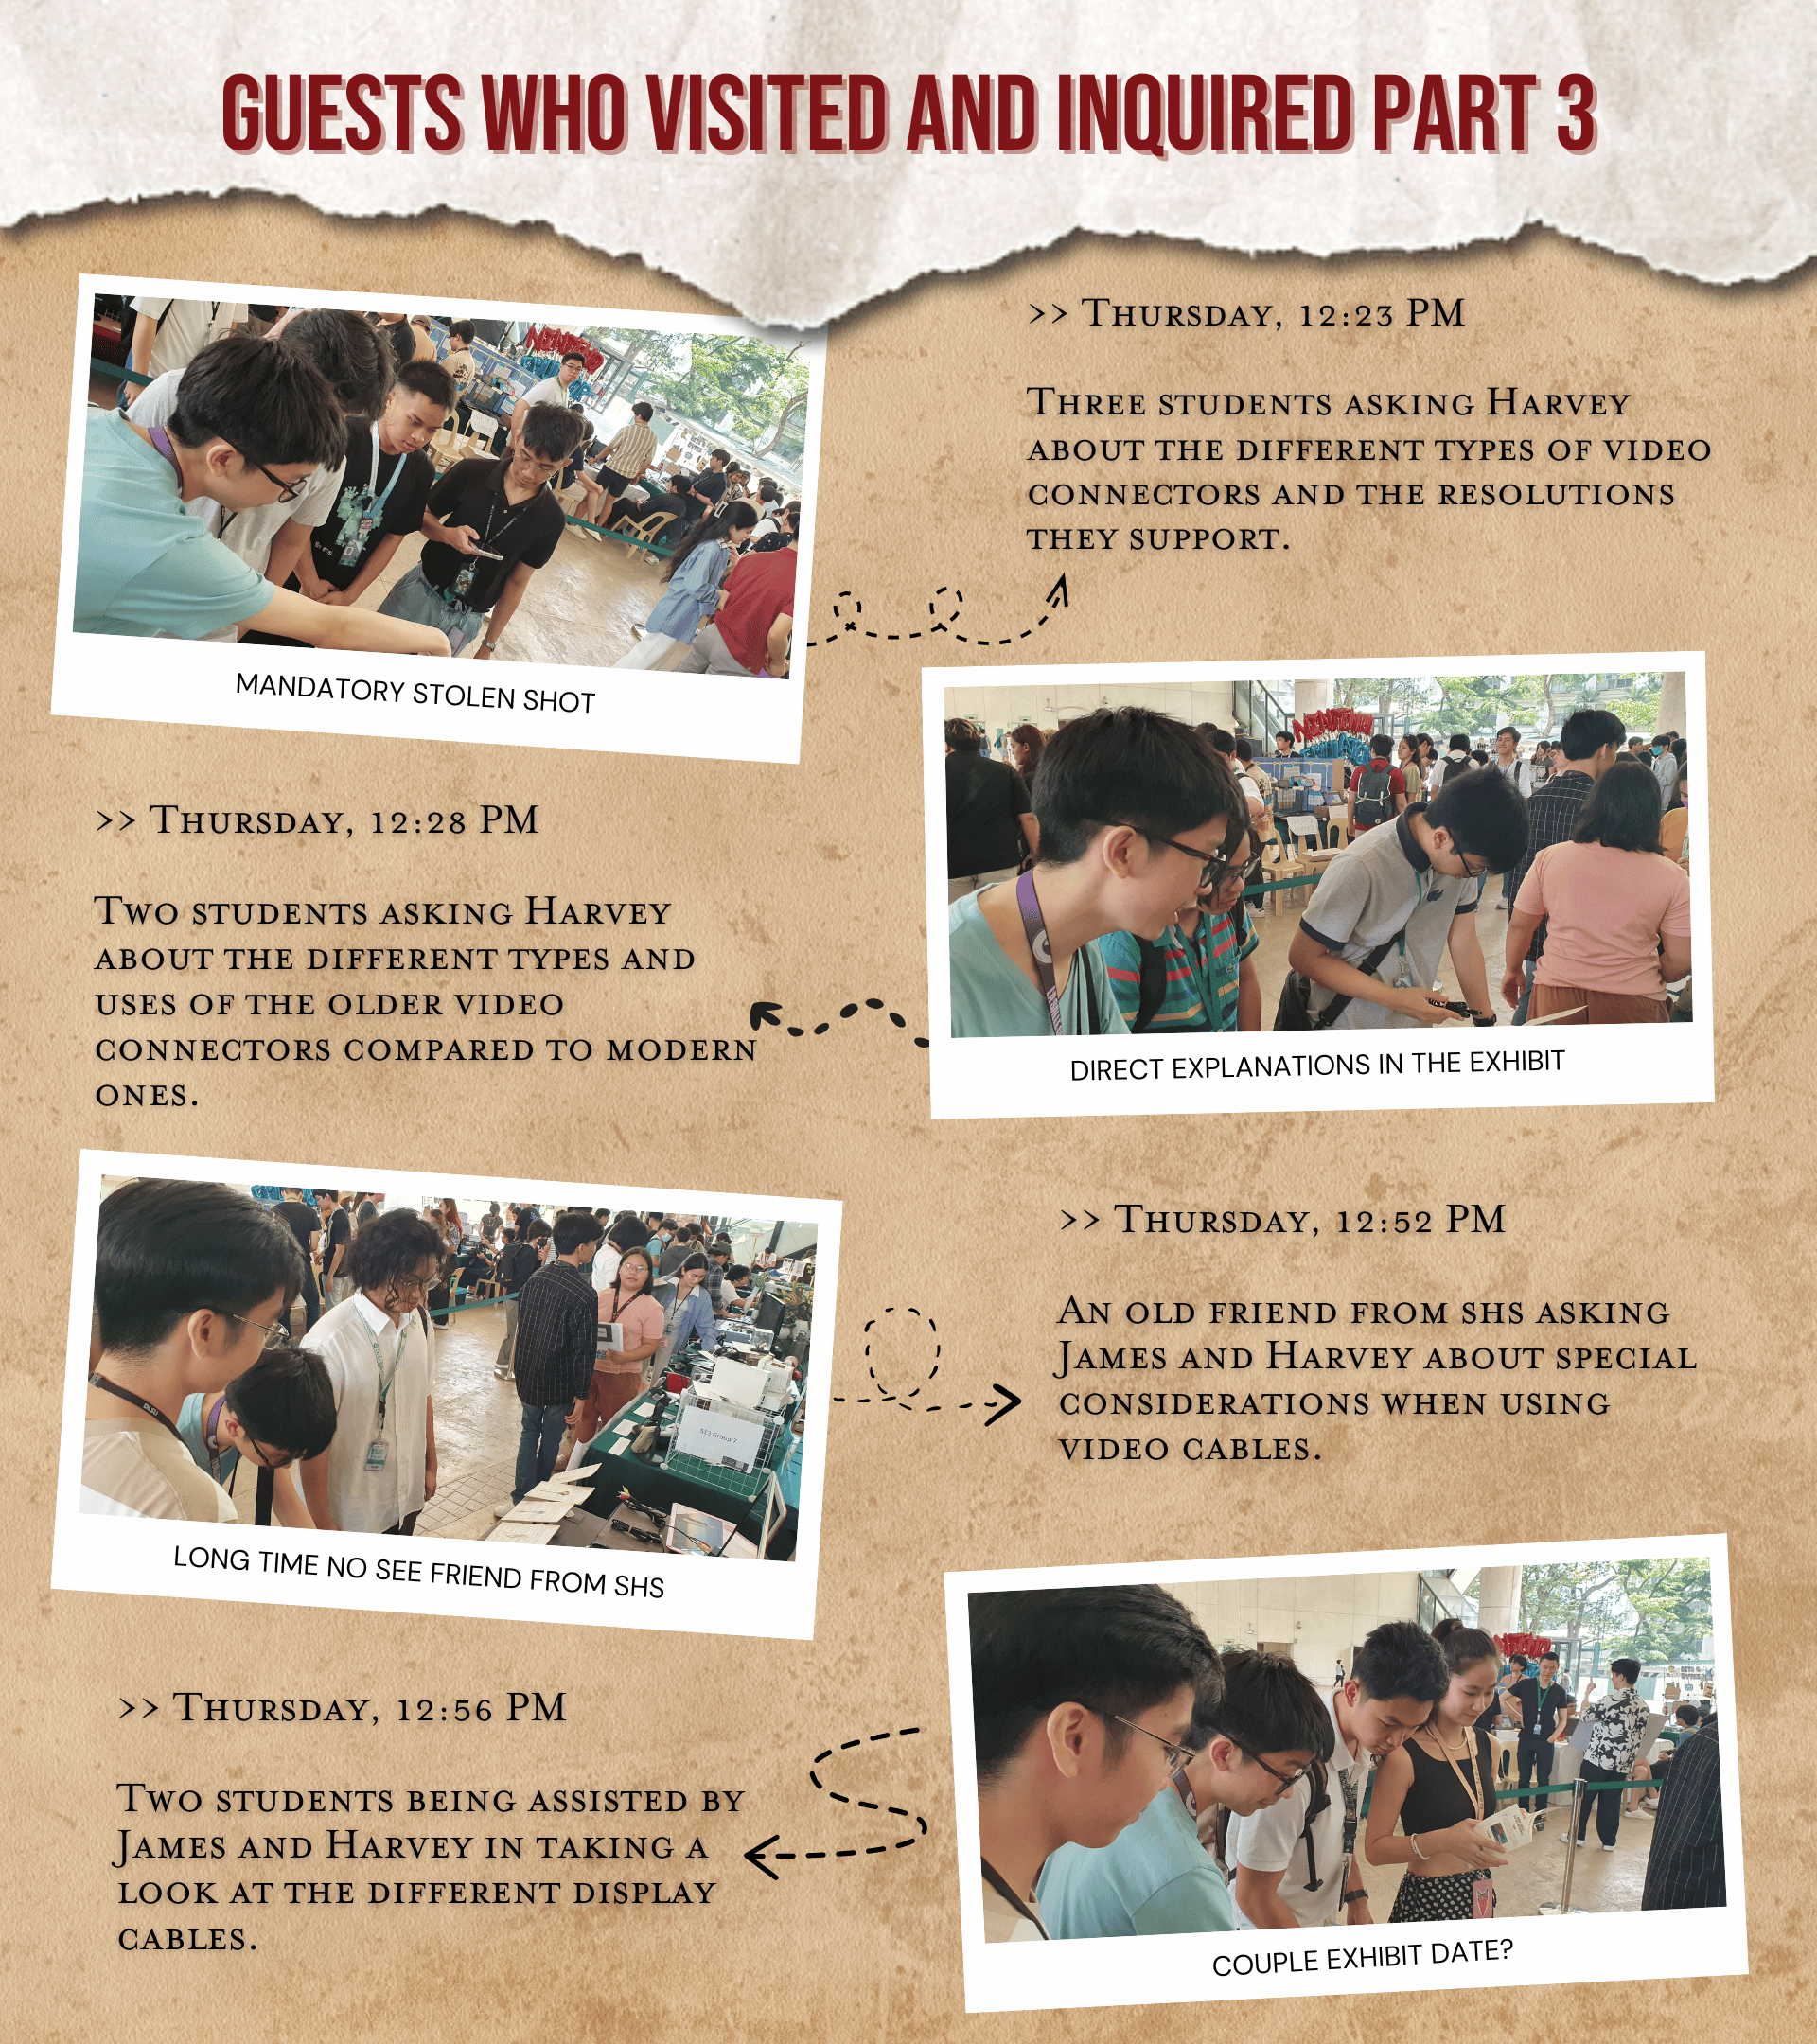 GUESTS WHO VISITED AND INQUIRED PART 3
>> Thursday, 12:23 PM
Three students asking Harvey
about the different types of video
connectors and the resolutions
they support.
MANDATORY STOLEN SHOT
>> Thursday, 12:28 PM
Two students asking Harvey
about the different types and
uses of the older video
connectors compared to modern
ones.
DIRECT EXPLANATIONS IN THE EXHIBIT
DLSU
S13 Group 7
LONG TIME NO SEE FRIEND FROM SHS
>> Thursday, 12:52 PM
An old friend from shs asking
James and Harvey about special
considerations when using
video cables.
>> Thursday, 12:56 PM
Two students being assisted by
James and Harvey in taking a
look at the different display
cables.
COUPLE EXHIBIT DATE?